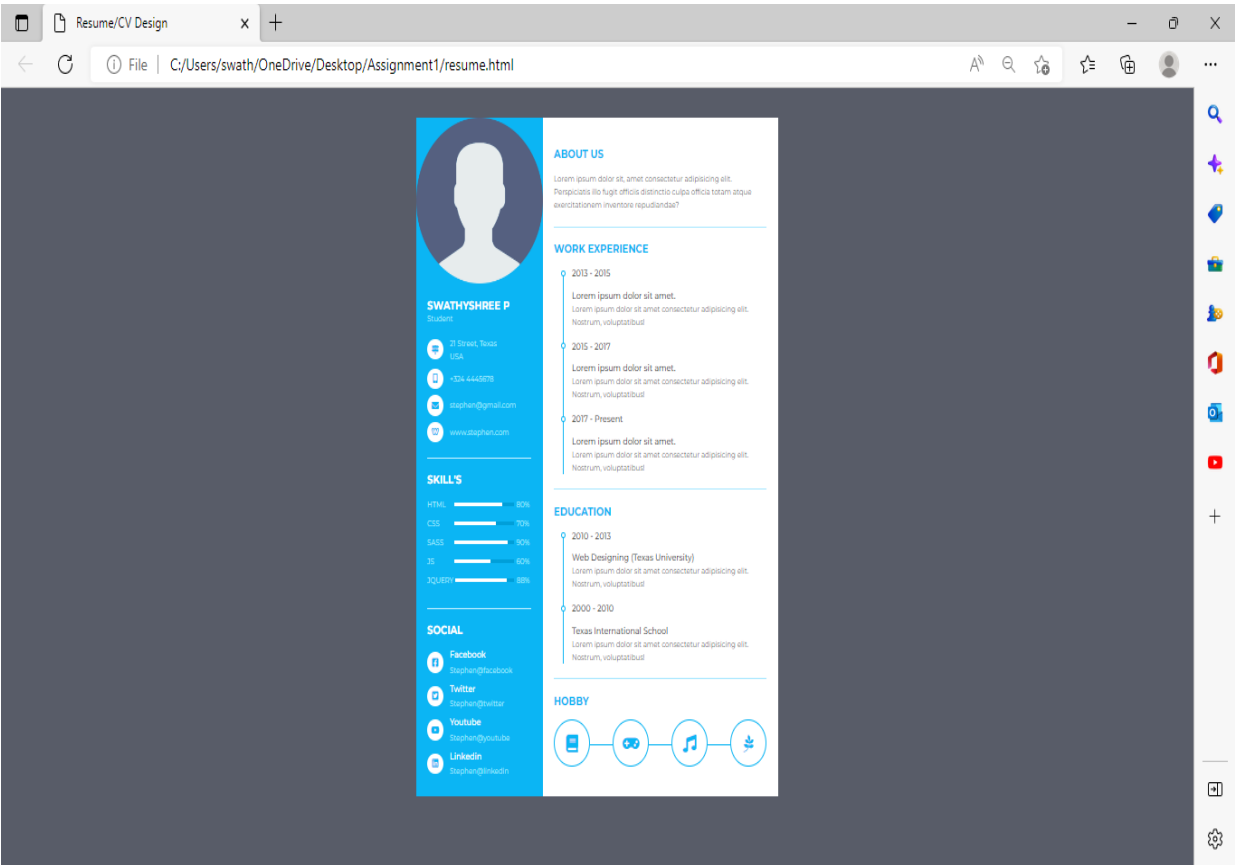 Resume/CV Design
File
C:/Users/swath/OneDrive/Desktop/Assignment1/resume.html
SWATHYSHREE P
Student
21 Street, Texas
USA
+324 4445678
stephen@gmail.com
www.stephen.com
SKILL'S
HTML 80%
CSS 70%
SASS 90%
JS 60%
JQUERY 88%
SOCIAL
Facebook
Stephen@facebook
Twitter
Stephen@twitter
Youtube
Stephen@youtube
Linkedin
Stephen@linkedin
ABOUT US
Lorem ipsum dolor sit, amet consectetur adipisicing elit.
Perspiciatis illo fugit officis distinctio culpa officia totam atque
exercitationem inventore repudiandae?
WORK EXPERIENCE
2013 - 2015
Lorem ipsum dolor sit amet.
Lorem ipsum dolor sit amet consectetur adipisicing elit.
Nostrum, voluptatibus!
2015 - 2017
Lorem ipsum dolor sit amet.
Lorem ipsum dolor sit amet consectetur adipisicing elit.
Nostrum, voluptatibus!
2017 - Present
Lorem ipsum dolor sit amet.
Lorem ipsum dolor sit amet consectetur adipisicing elit.
Nostrum, voluptatibus!
EDUCATION
2010 - 2013
Web Designing (Texas University)
Lorem ipsum dolor sit amet consectetur adipisicing elit.
Nostrum, voluptatibus!
2000 - 2010
Texas International School
Lorem ipsum dolor sit amet consectetur adipisicing elit.
Nostrum, voluptatibus!
HOBBY